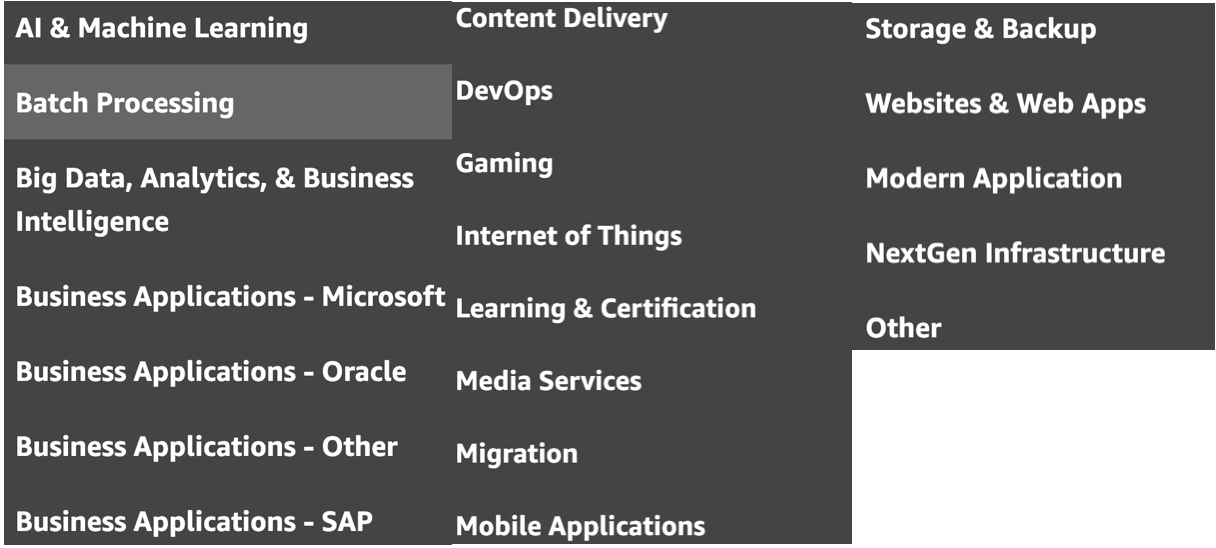 AI & Machine Learning
Batch Processing
Big Data, Analytics, & Business
Intelligence
Business Applications - Microsoft
Business Applications - Oracle
Business Applications - Other
Business Applications - SAP
Content Delivery
DevOps
Gaming
Internet of Things
Learning & Certification
Media Services
Migration
Mobile Applications
Storage & Backup
Websites & Web Apps
Modern Application
NextGen Infrastructure
Other